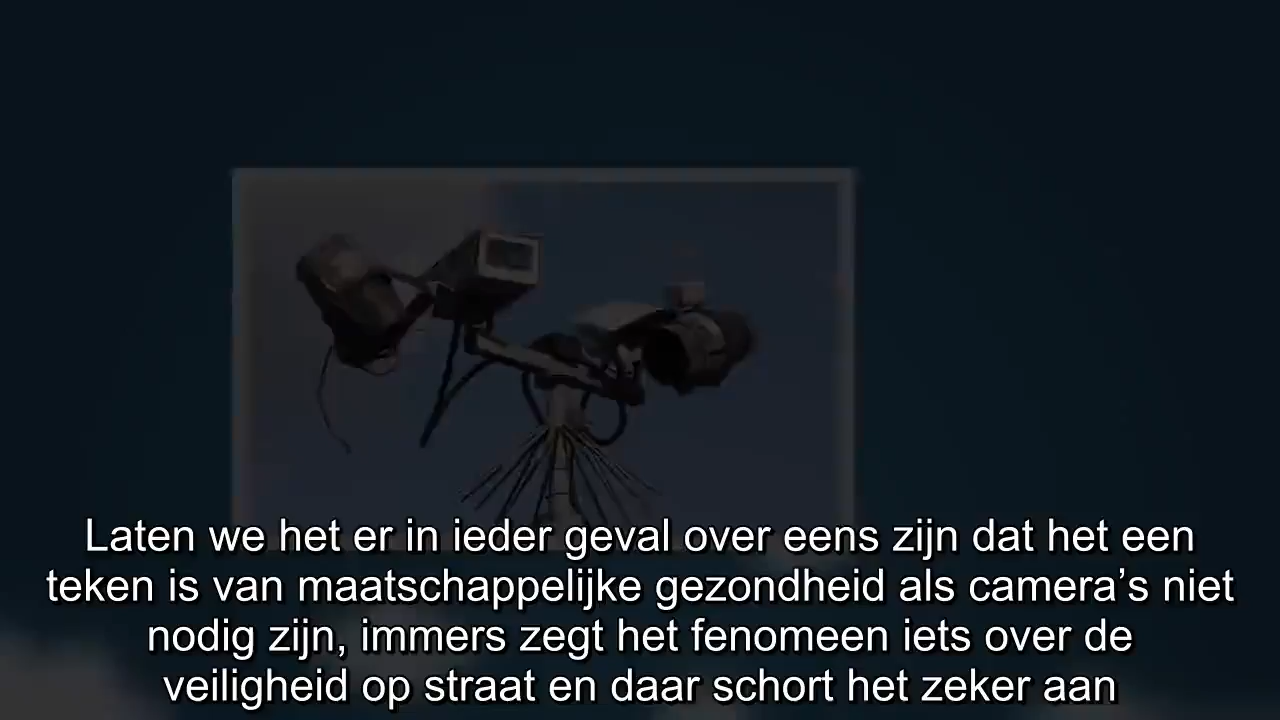 Laten we het er in ieder geval over eens zijn dat het een
teken is van maatschappelijke gezondheid als camera’s niet
nodig zijn, immers zegt het fenomeen iets over de
veiligheid op straat en daar schort het zeker aan